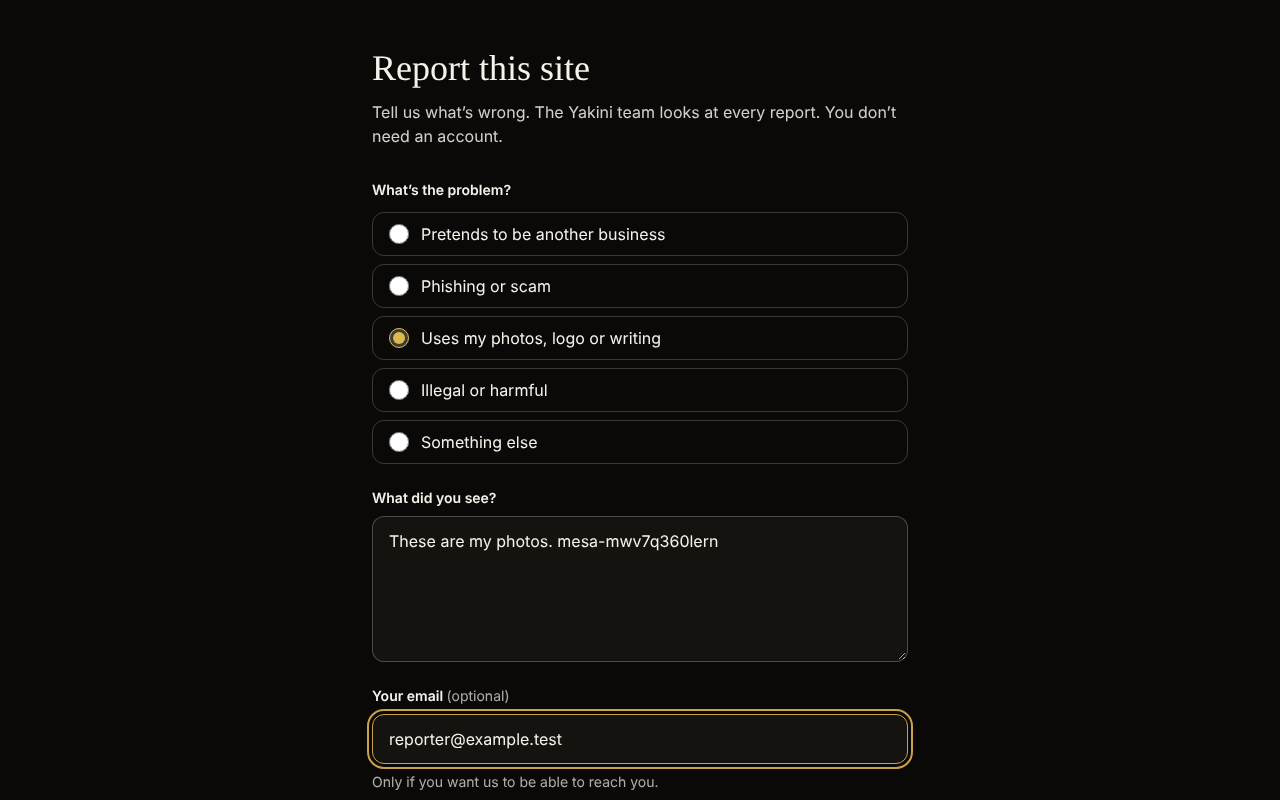 Report this site
Tell us what’s wrong. The Yakini team looks at every report. You don’t
need an account.
What’s the problem?
Pretends to be another business
Phishing or scam
Uses my photos, logo or writing
Illegal or harmful
Something else
What did you see?
These are my photos. mesa-mwv7q360lern
Your email (optional)
reporter@example.test
Only if you want us to be able to reach you.